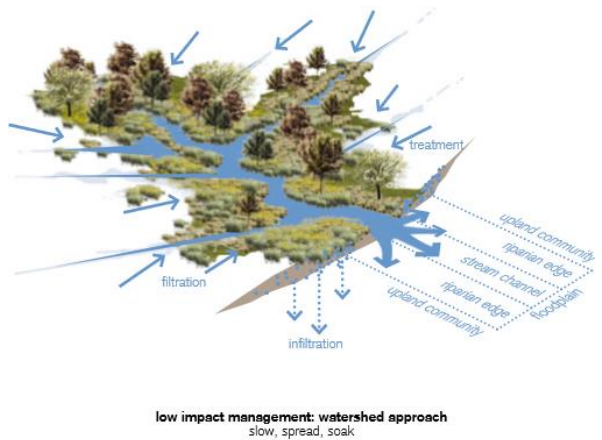 treatment
upland community
riparian edge
stream channel
riparian edge
upland community
floodplain
filtration
infiltration
low impact management: watershed approach
slow, spread, soak